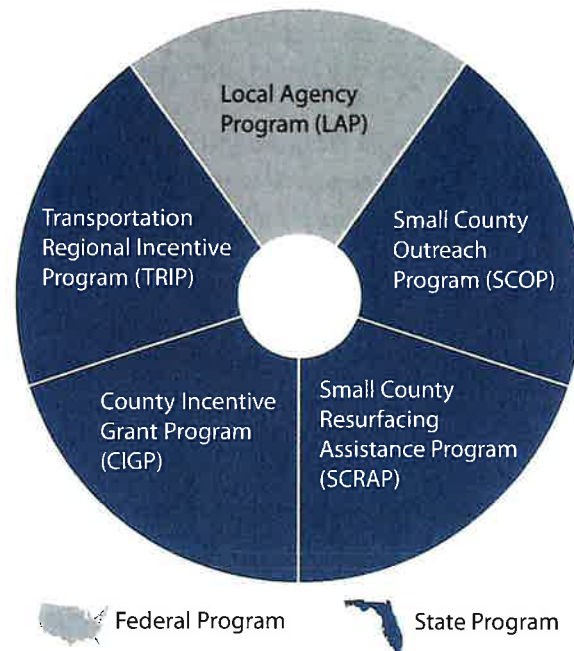 Local Agency
Program (LAP)
Small County
Outreach
Program (SCOP)
Small County
Resurfacing
Assistance Program
(SCRAP)
County Incentive
Grant Program
(CIGP)
Transportation
Regional Incentive
Program (TRIP)
Federal Program
State Program